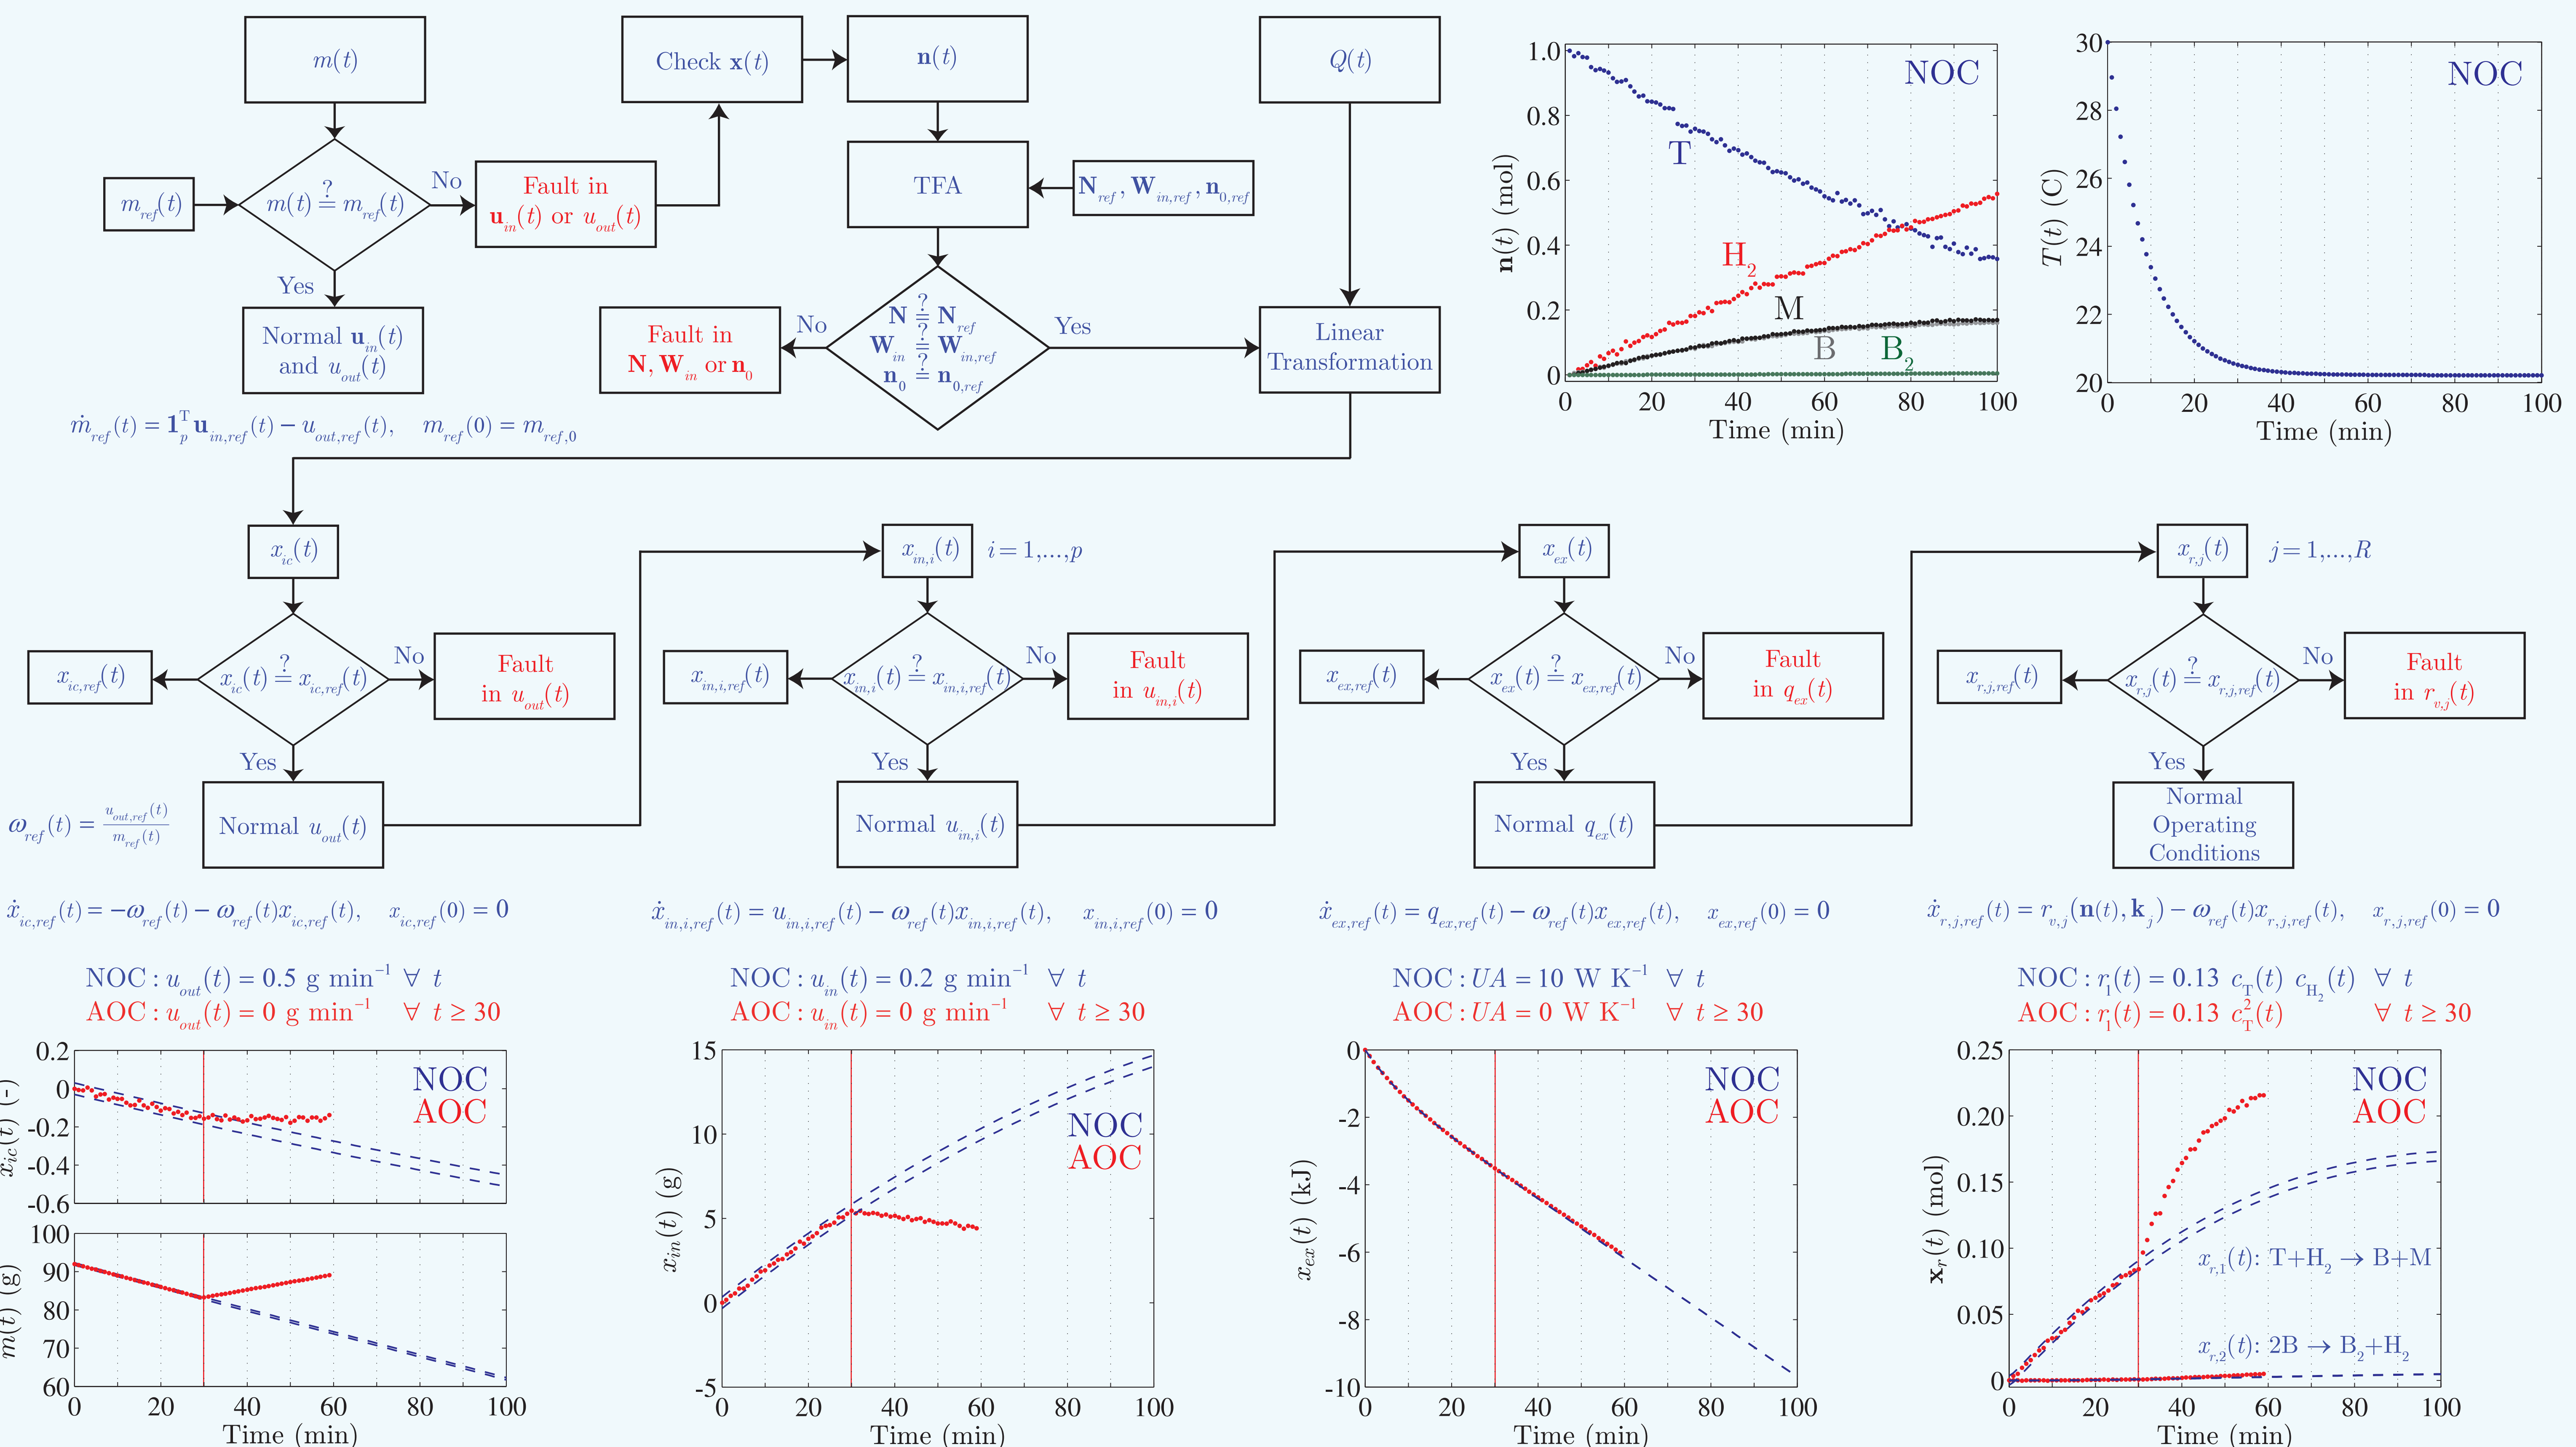 m(t)
Check x(t)
n(t)
Q(t)
m_ref(t)
m(t) ≟ m_ref(t)
No
Fault in
u_in(t) or u_out(t)
TFA
N_ref, W_in,ref, n_0,ref
Yes
Normal u_in(t)
and u_out(t)
Fault in
N, W_in or n_0
No
N ≟ N_ref
W_in ≟ W_in,ref
n_0 ≟ n_0,ref
Yes
Linear
Transformation
ṁ_ref(t) = 1_p^T u_in,ref(t) − u_out,ref(t), m_ref(0) = m_ref,0
n(t) (mol)
1.0
0.8
0.6
0.4
0.2
0
NOC
T
H₂
M
B
B₂
0 20 40 60 80 100
Time (min)
T(t) (C)
30
28
26
24
22
20
NOC
0 20 40 60 80 100
Time (min)
x_ic(t)
x_ic,ref(t)
x_ic(t) ≟ x_ic,ref(t)
No
Fault
in u_out(t)
Yes
Normal u_out(t)
ω_ref(t) = u_out,ref(t) / m_ref(t)
x_in,i(t) i = 1,...,p
x_in,i,ref(t)
x_in,i(t) ≟ x_in,i,ref(t)
No
Fault
in u_in,i(t)
Yes
Normal u_in,i(t)
x_ex(t)
x_ex,ref(t)
x_ex(t) ≟ x_ex,ref(t)
No
Fault
in q_ex(t)
Yes
Normal q_ex(t)
x_r,j(t) j = 1,...,R
x_r,j,ref(t)
x_r,j(t) ≟ x_r,j,ref(t)
No
Fault
in r_v,j(t)
Yes
Normal
Operating
Conditions
ẋ_ic,ref(t) = −ω_ref(t) − ω_ref(t)x_ic,ref(t), x_ic,ref(0) = 0
ẋ_in,i,ref(t) = u_in,i,ref(t) − ω_ref(t)x_in,i,ref(t), x_in,i,ref(0) = 0
ẋ_ex,ref(t) = q_ex,ref(t) − ω_ref(t)x_ex,ref(t), x_ex,ref(0) = 0
ẋ_r,j,ref(t) = r_v,j(n(t), k_j) − ω_ref(t)x_r,j,ref(t), x_r,j,ref(0) = 0
NOC : u_out(t) = 0.5 g min⁻¹ ∀ t
AOC : u_out(t) = 0 g min⁻¹ ∀ t ≥ 30
x_ic(t) (-)
0.2
0
-0.2
-0.4
-0.6
NOC
AOC
m(t) (g)
100
90
80
70
60
0 20 40 60 80 100
Time (min)
NOC : u_in(t) = 0.2 g min⁻¹ ∀ t
AOC : u_in(t) = 0 g min⁻¹ ∀ t ≥ 30
x_in(t) (g)
15
10
5
0
-5
NOC
AOC
0 20 40 60 80 100
Time (min)
NOC : UA = 10 W K⁻¹ ∀ t
AOC : UA = 0 W K⁻¹ ∀ t ≥ 30
x_ex(t) (kJ)
0
-2
-4
-6
-8
-10
NOC
AOC
0 20 40 60 80 100
Time (min)
NOC : r_1(t) = 0.13 c_T(t) c_H₂(t) ∀ t
AOC : r_1(t) = 0.13 c_T²(t) ∀ t ≥ 30
x_r(t) (mol)
0.25
0.20
0.15
0.10
0.05
0
NOC
AOC
x_r,1(t): T+H₂ → B+M
x_r,2(t): 2B → B₂+H₂
0 20 40 60 80 100
Time (min)